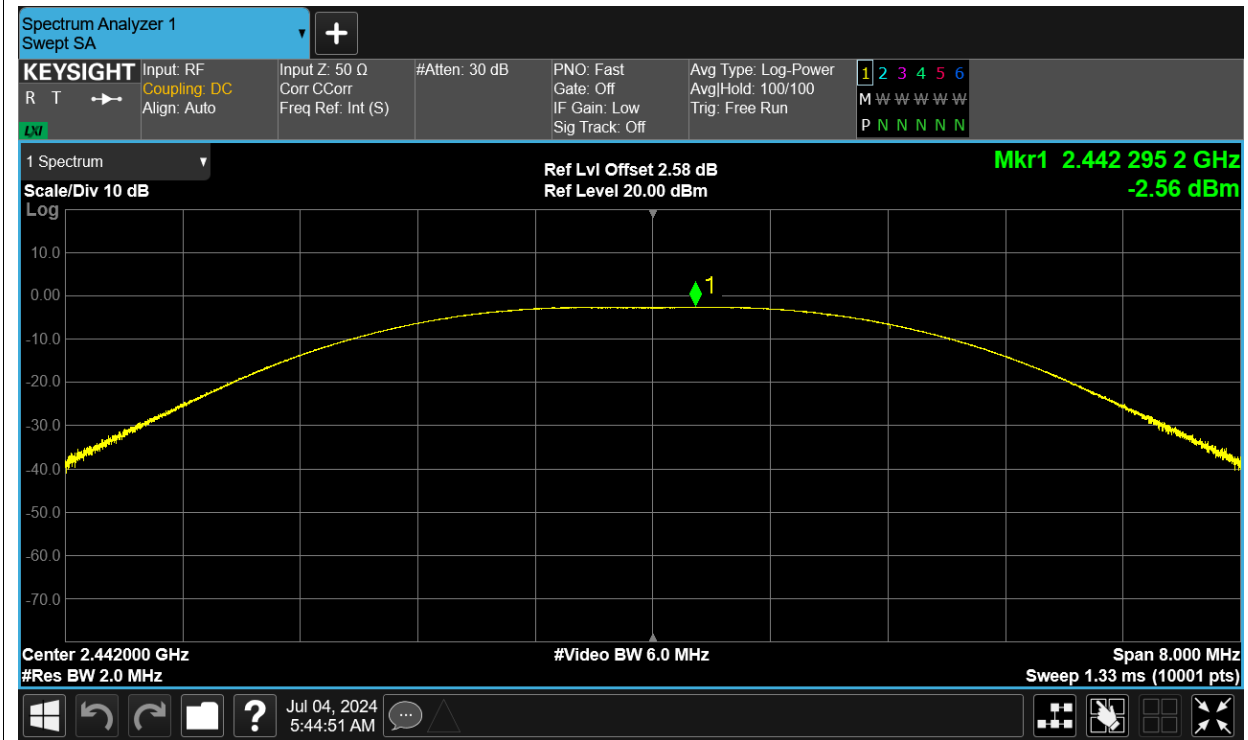 Spectrum Analyzer 1
Swept SA
+
KEYSIGHT
R T
LXI
Input: RF
Coupling: DC
Align: Auto
Input Z: 50 Ω
Corr CCorr
Freq Ref: Int (S)
#Atten: 30 dB
PNO: Fast
Gate: Off
IF Gain: Low
Sig Track: Off
Avg Type: Log-Power
Avg|Hold: 100/100
Trig: Free Run
1 2 3 4 5 6
M W W W W W
P N N N N N
1 Spectrum
Scale/Div 10 dB
Log
Ref Lvl Offset 2.58 dB
Ref Level 20.00 dBm
Mkr1 2.442 295 2 GHz
-2.56 dBm
10.0
0.00
-10.0
-20.0
-30.0
-40.0
-50.0
-60.0
-70.0
1
Center 2.442000 GHz
#Res BW 2.0 MHz
#Video BW 6.0 MHz
Span 8.000 MHz
Sweep 1.33 ms (10001 pts)
?
Jul 04, 2024
5:44:51 AM